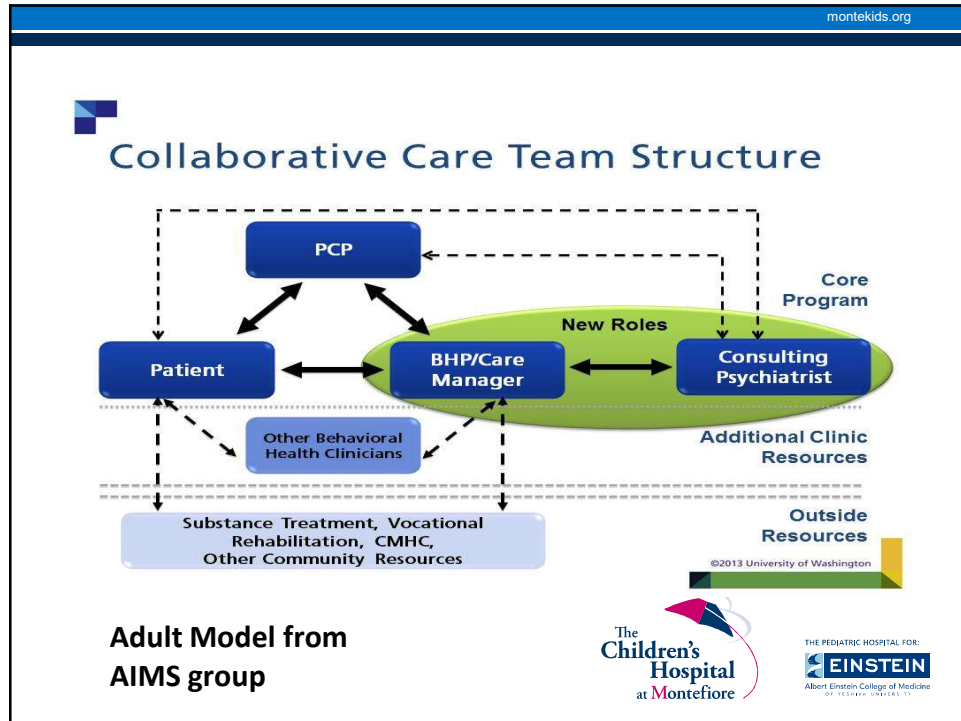 montekids.org
Collaborative Care Team Structure
PCP
Core
Program
New Roles
Patient
BHP/Care
Manager
Consulting
Psychiatrist
Other Behavioral
Health Clinicians
Additional Clinic
Resources
Substance Treatment, Vocational
Rehabilitation, CMHC,
Other Community Resources
Outside
Resources
©2013 University of Washington
Adult Model from
AIMS group
The
Children's
Hospital
at Montefiore
THE PEDIATRIC HOSPITAL FOR:
EINSTEIN
Albert Einstein College of Medicine
OF YESHIVA UNIVERSITY